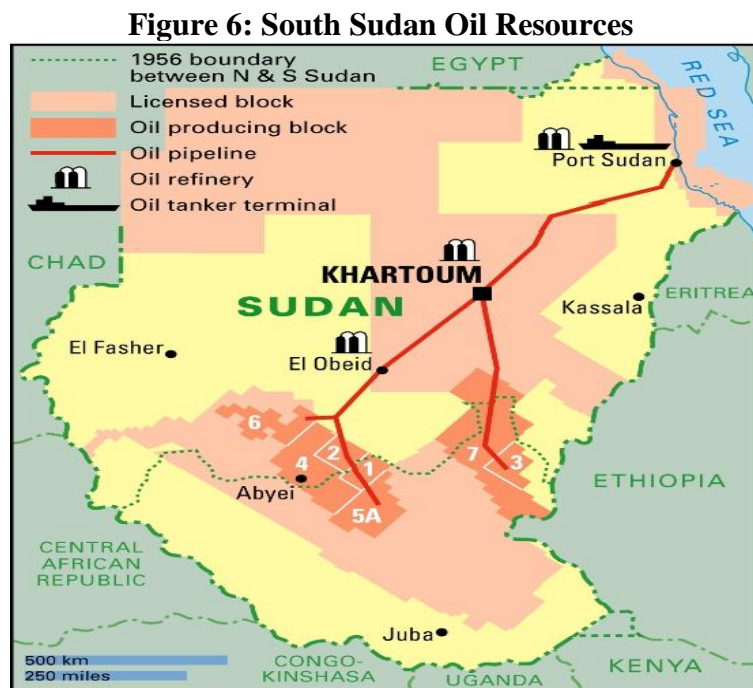 Figure 6: South Sudan Oil Resources
1956 boundary
between N & S Sudan
Licensed block
Oil producing block
Oil pipeline
Oil refinery
Oil tanker terminal
EGYPT
RED SEA
Port Sudan
CHAD
KHARTOUM
SUDAN
Kassala
ERITREA
El Fasher
El Obeid
6
2
4
1
7
3
Abyei
5A
ETHIOPIA
CENTRAL
AFRICAN
REPUBLIC
Juba
500 km
250 miles
CONGO-
KINSHASA
UGANDA
KENYA